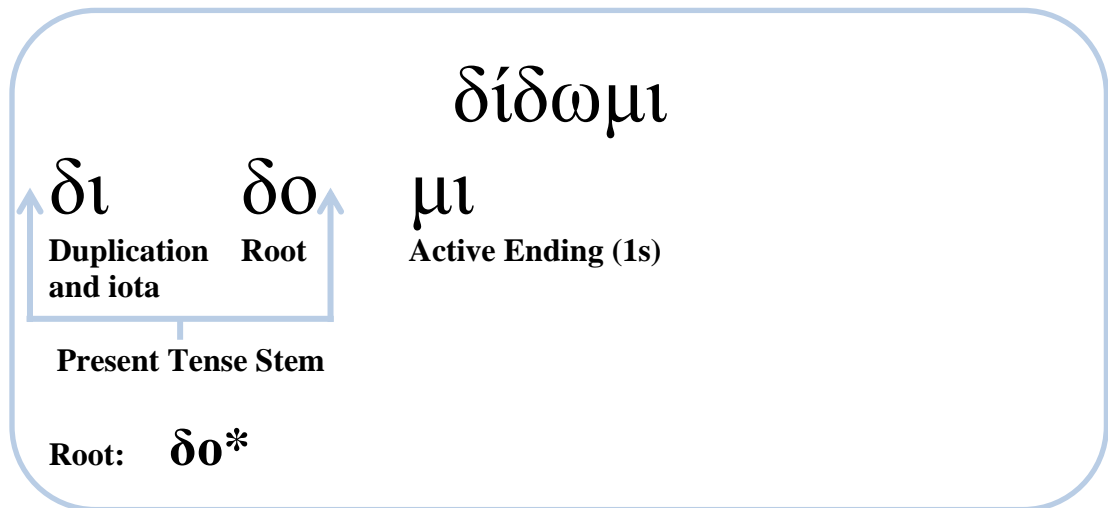 δίδωμι
δι δο μι
Duplication Root Active Ending (1s)
and iota
Present Tense Stem
Root: δο*